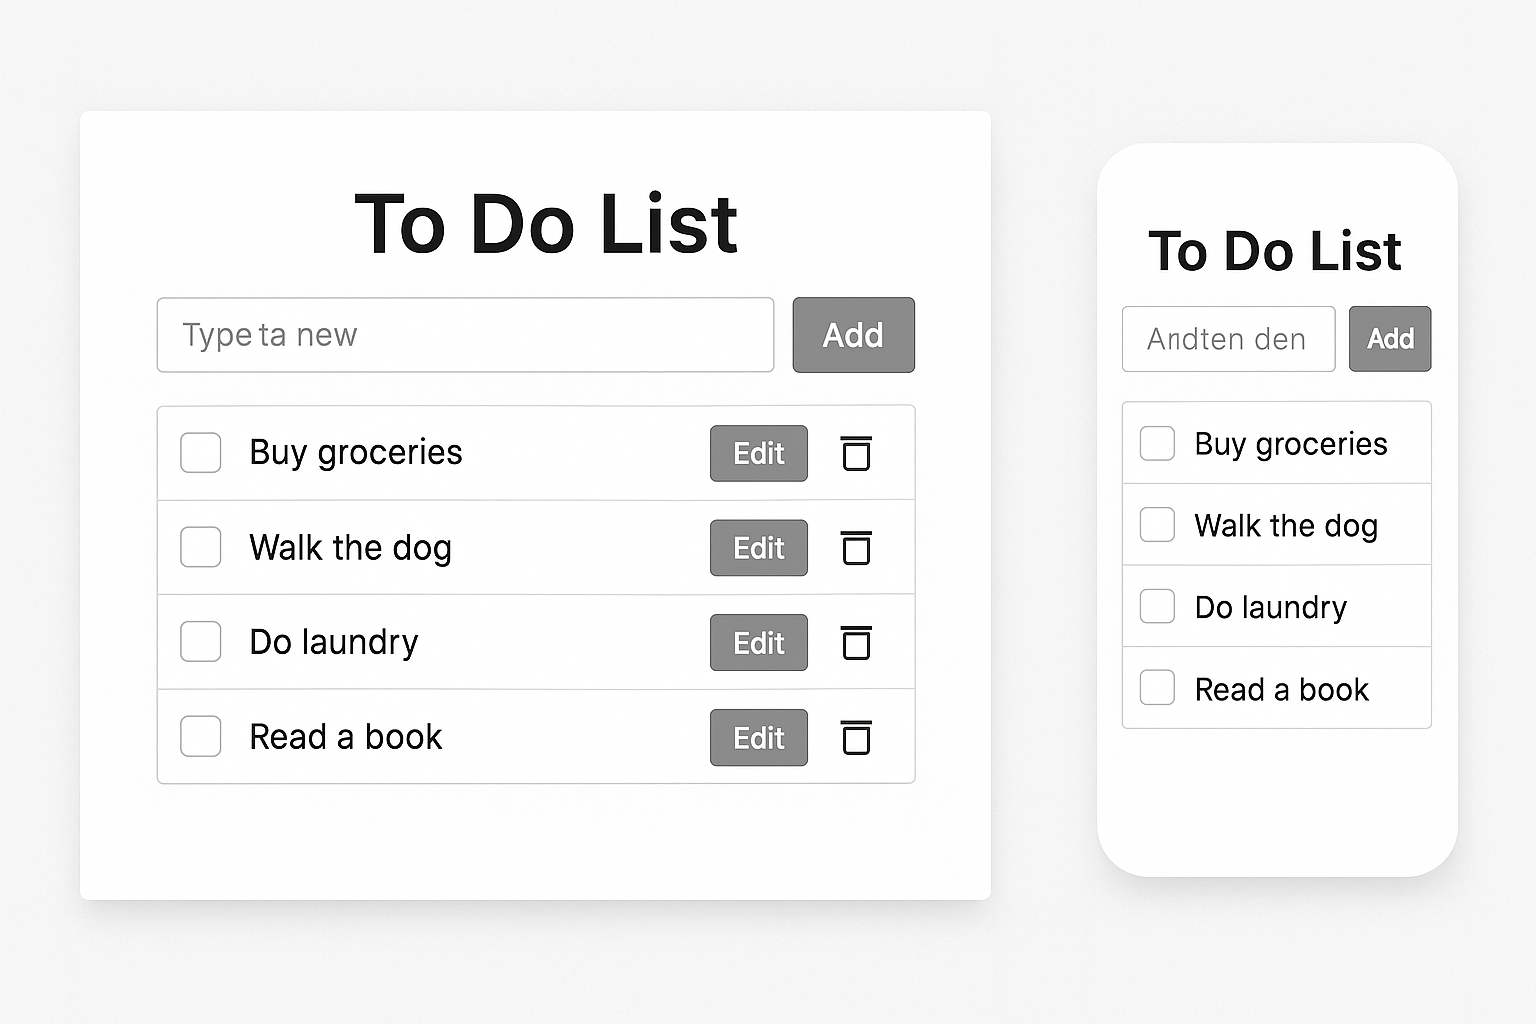 To Do List
Type ta new
Add
Buy groceries
Edit
Walk the dog
Edit
Do laundry
Edit
Read a book
Edit
To Do List
Andten den
Add
Buy groceries
Walk the dog
Do laundry
Read a book